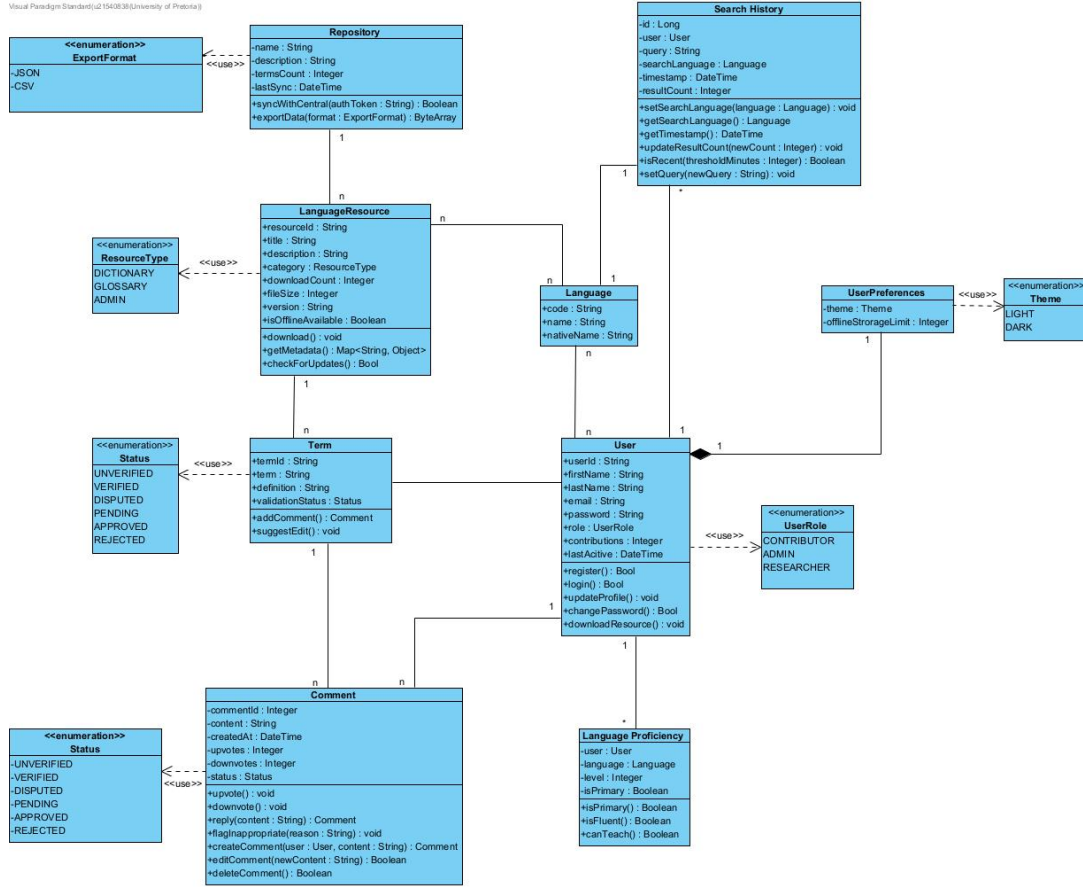 Visual Paradigm Standard(u21540838(University of Pretoria))
<<enumeration>>
ExportFormat
-JSON
-CSV
<<use>>
Repository
-name : String
-description : String
-termsCount : Integer
-lastSync : DateTime
+syncWithCentral(authToken : String) : Boolean
+exportData(format : ExportFormat) : ByteArray
1
n
Search History
-id : Long
-user : User
-query : String
-searchLanguage : Language
-timestamp : DateTime
-resultCount : Integer
+setSearchLanguage(language : Language) : void
+getSearchLanguage() : Language
+getTimestamp() : DateTime
+updateResultCount(newCount : Integer) : void
+isRecent(thresholdMinutes : Integer) : Boolean
+setQuery(newQuery : String) : void
1
*
<<enumeration>>
ResourceType
DICTIONARY
GLOSSARY
ADMIN
<<use>>
LanguageResource
+resourceId : String
+title : String
+description : String
+category : ResourceType
+downloadCount : Integer
+fileSize : Integer
+version : String
+isOfflineAvailable : Boolean
+download() : void
+getMetadata() : Map<String, Object>
+checkForUpdates() : Bool
n
n
1
1
n
Language
+code : String
+name : String
+nativeName : String
n
n
UserPreferences
-theme : Theme
-offlineStrorageLimit : Integer
<<use>>
1
<<enumeration>>
Theme
LIGHT
DARK
<<enumeration>>
Status
UNVERIFIED
VERIFIED
DISPUTED
PENDING
APPROVED
REJECTED
<<use>>
Term
+termId : String
+term : String
+definition : String
+validationStatus : Status
+addComment() : Comment
+suggestEdit() : void
1
1
User
+userId : String
+firstName : String
+lastName : String
+email : String
+password : String
+role : UserRole
+contributions : Integer
+lastAcitive : DateTime
+register() : Bool
+login() : Bool
+updateProfile() : void
+changePassword() : Bool
+downloadResource() : void
1
1
1
<<use>>
<<enumeration>>
UserRole
CONTRIBUTOR
ADMIN
RESEARCHER
n
n
Comment
-commentId : Integer
-content : String
-createdAt : DateTime
-upvotes : Integer
-downvotes : Integer
-status : Status
+upvote() : void
+downvote() : void
+reply(content : String) : Comment
+flagInappropriate(reason : String) : void
+createComment(user : User, content : String) : Comment
+editComment(newContent : String) : Boolean
+deleteComment() : Boolean
<<enumeration>>
Status
-UNVERIFIED
-VERIFIED
-DISPUTED
-PENDING
-APPROVED
-REJECTED
<<use>>
*
Language Proficiency
-user : User
-language : Language
-level : Integer
-isPrimary : Boolean
+isPrimary() : Boolean
+isFluent() : Boolean
+canTeach() : Boolean